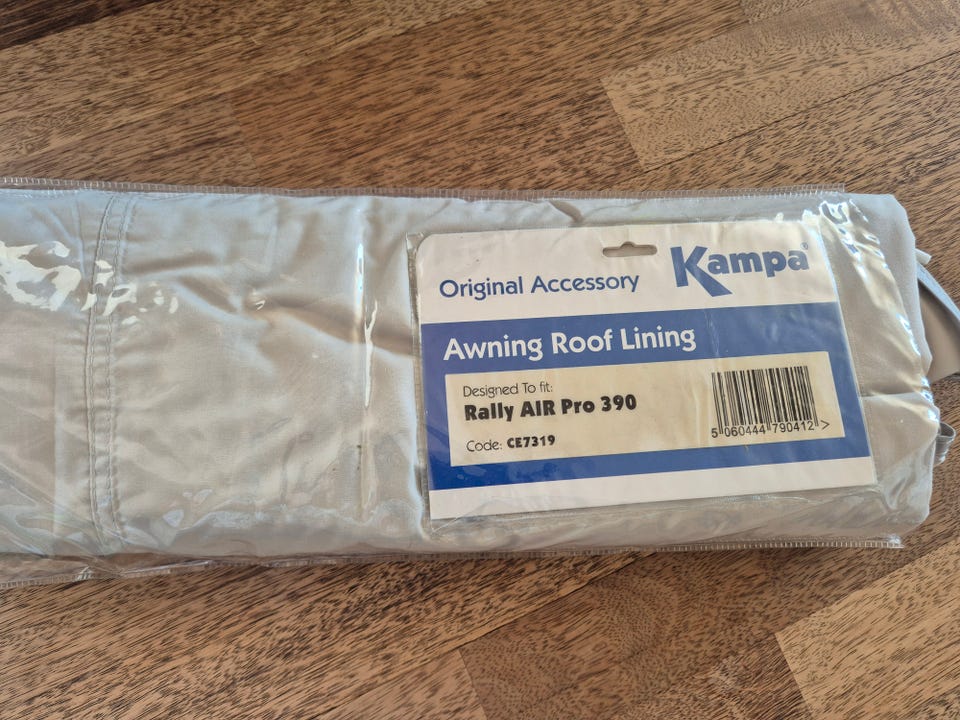 Original Accessory
Kampa®
Awning Roof Lining
Designed To fit:
Rally AIR Pro 390
Code: CE7319
5 060444 790412 >